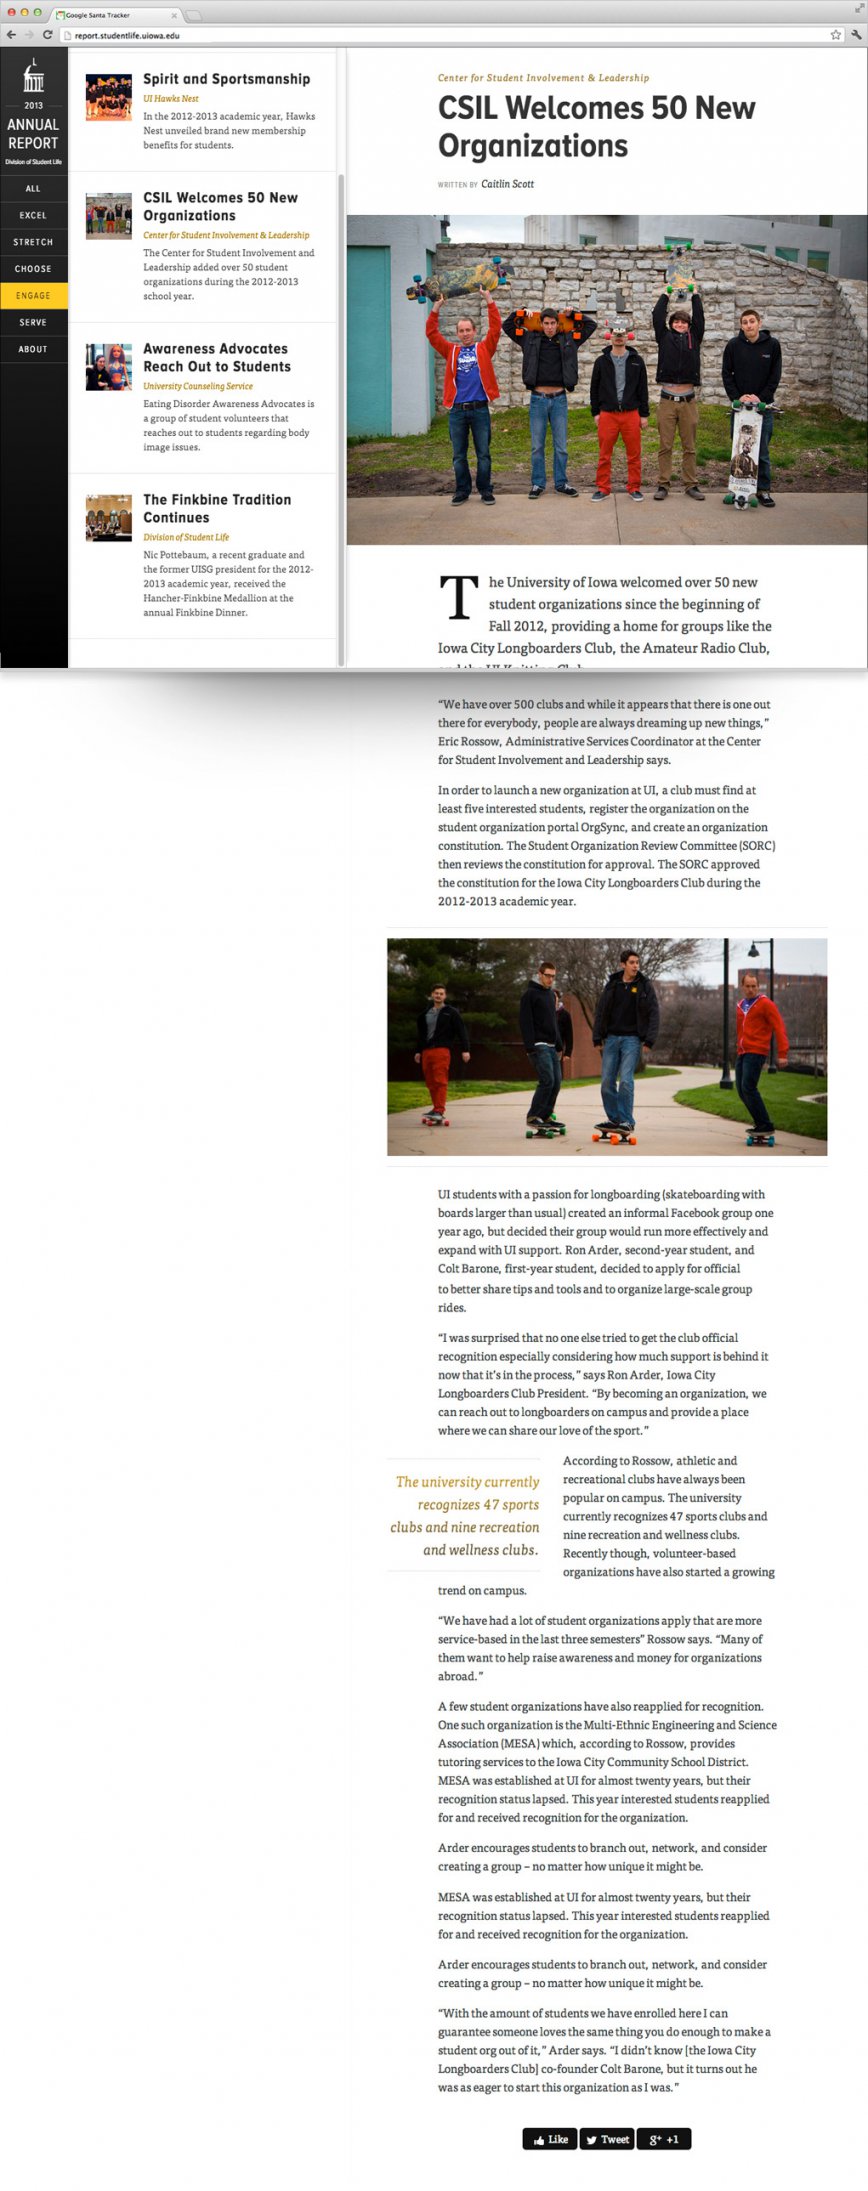 Google Santa Tracker
report.studentlife.uiowa.edu
2013
ANNUAL
REPORT
Division of Student Life
ALL
EXCEL
STRETCH
CHOOSE
ENGAGE
SERVE
ABOUT
Spirit and Sportsmanship
UI Hawks Nest
In the 2012-2013 academic year, Hawks
Nest unveiled brand new membership
benefits for students.
CSIL Welcomes 50 New
Organizations
Center for Student Involvement & Leadership
The Center for Student Involvement and
Leadership added over 50 student
organizations during the 2012-2013
school year.
Awareness Advocates
Reach Out to Students
University Counseling Service
Eating Disorder Awareness Advocates is
a group of student volunteers that
reaches out to students regarding body
image issues.
The Finkbine Tradition
Continues
Division of Student Life
Nic Pottebaum, a recent graduate and
the former UISG president for the 2012-
2013 academic year, received the
Hancher-Finkbine Medallion at the
annual Finkbine Dinner.
Center for Student Involvement & Leadership
CSIL Welcomes 50 New
Organizations
WRITTEN BY Caitlin Scott
The University of Iowa welcomed over 50 new
student organizations since the beginning of
Fall 2012, providing a home for groups like the
Iowa City Longboarders Club, the Amateur Radio Club,
and the UI Knitting Club.
“We have over 500 clubs and while it appears that there is one out
there for everybody, people are always dreaming up new things,”
Eric Rossow, Administrative Services Coordinator at the Center
for Student Involvement and Leadership says.
In order to launch a new organization at UI, a club must find at
least five interested students, register the organization on the
student organization portal OrgSync, and create an organization
constitution. The Student Organization Review Committee (SORC)
then reviews the constitution for approval. The SORC approved
the constitution for the Iowa City Longboarders Club during the
2012-2013 academic year.
UI students with a passion for longboarding (skateboarding with
boards larger than usual) created an informal Facebook group one
year ago, but decided their group would run more effectively and
expand with UI support. Ron Arder, second-year student, and
Colt Barone, first-year student, decided to apply for official
to better share tips and tools and to organize large-scale group
rides.
“I was surprised that no one else tried to get the club official
recognition especially considering how much support is behind it
now that it’s in the process,” says Ron Arder, Iowa City
Longboarders Club President. “By becoming an organization, we
can reach out to longboarders on campus and provide a place
where we can share our love of the sport.”
The university currently
recognizes 47 sports
clubs and nine recreation
and wellness clubs.
According to Rossow, athletic and
recreational clubs have always been
popular on campus. The university
currently recognizes 47 sports clubs and
nine recreation and wellness clubs.
Recently though, volunteer-based
organizations have also started a growing
trend on campus.
“We have had a lot of student organizations apply that are more
service-based in the last three semesters” Rossow says. “Many of
them want to help raise awareness and money for organizations
abroad.”
A few student organizations have also reapplied for recognition.
One such organization is the Multi-Ethnic Engineering and Science
Association (MESA) which, according to Rossow, provides
tutoring services to the Iowa City Community School District.
MESA was established at UI for almost twenty years, but their
recognition status lapsed. This year interested students reapplied
for and received recognition for the organization.
Arder encourages students to branch out, network, and consider
creating a group – no matter how unique it might be.
MESA was established at UI for almost twenty years, but their
recognition status lapsed. This year interested students reapplied
for and received recognition for the organization.
Arder encourages students to branch out, network, and consider
creating a group – no matter how unique it might be.
“With the amount of students we have enrolled here I can
guarantee someone loves the same thing you do enough to make a
student org out of it,” Arder says. “I didn’t know [the Iowa City
Longboarders Club] co-founder Colt Barone, but it turns out he
was as eager to start this organization as I was.”
Like
Tweet
g+ +1